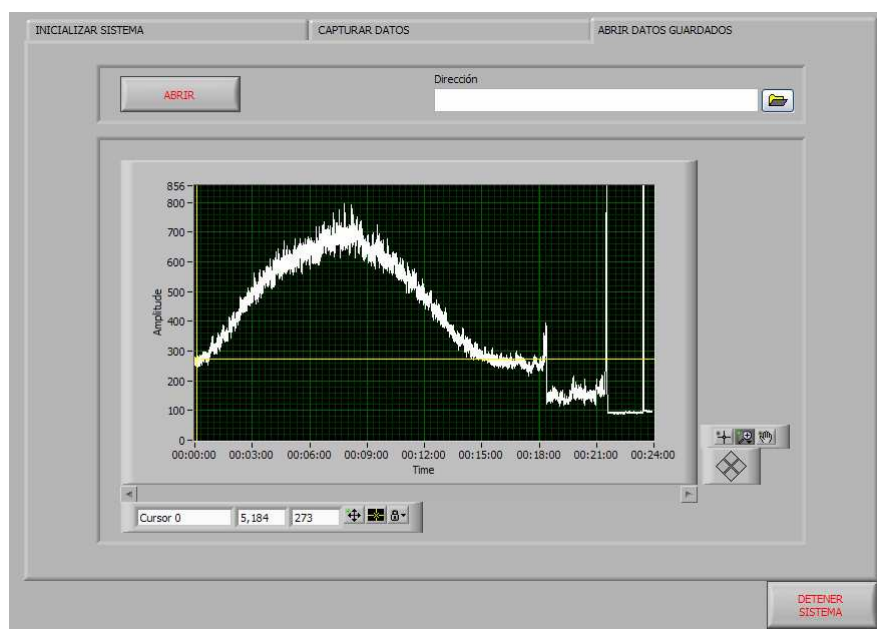 INICIALIZAR SISTEMA
CAPTURAR DATOS
ABRIR DATOS GUARDADOS
ABRIR
Dirección
856
800
700
600
500
400
300
200
100
0
Amplitude
00:00:00 00:03:00 00:06:00 00:09:00 00:12:00 00:15:00 00:18:00 00:21:00 00:24:00
Time
Cursor 0 5,184 273
DETENER
SISTEMA